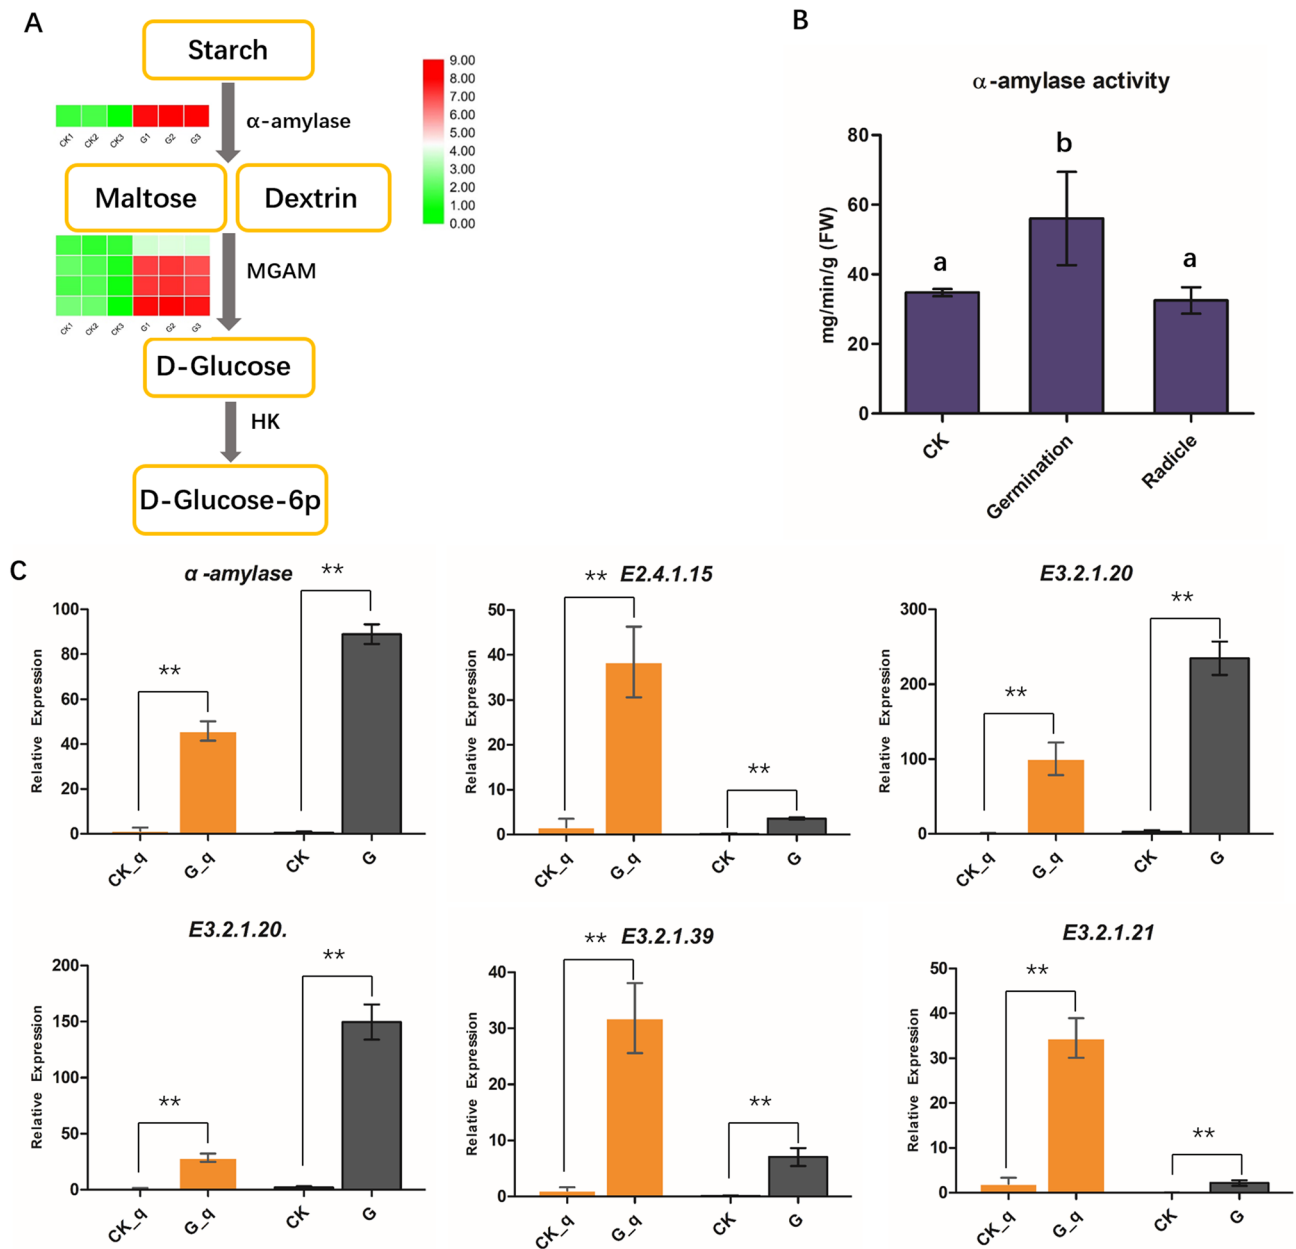 A
Starch
α-amylase
CK1 CK2 CK3 G1 G2 G3
Maltose
Dextrin
MGAM
CK1 CK2 CK3 G1 G2 G3
D-Glucose
HK
D-Glucose-6p
9.00
8.00
7.00
6.00
5.00
4.00
3.00
2.00
1.00
0.00
B
α-amylase activity
mg/min/g (FW)
80
60
40
20
0
a
b
a
CK
Germination
Radicle
C
α -amylase
Relative Expression
100
80
60
40
20
0
**
**
CK_q
G_q
CK
G
E2.4.1.15
Relative Expression
50
40
30
20
10
0
**
**
CK_q
G_q
CK
G
E3.2.1.20
Relative Expression
300
200
100
0
**
**
CK_q
G_q
CK
G
E3.2.1.20.
Relative Expression
200
150
100
50
0
**
**
CK_q
G_q
CK
G
E3.2.1.39
Relative Expression
40
30
20
10
0
**
**
CK_q
G_q
CK
G
E3.2.1.21
Relative Expression
50
40
30
20
10
0
**
**
CK_q
G_q
CK
G